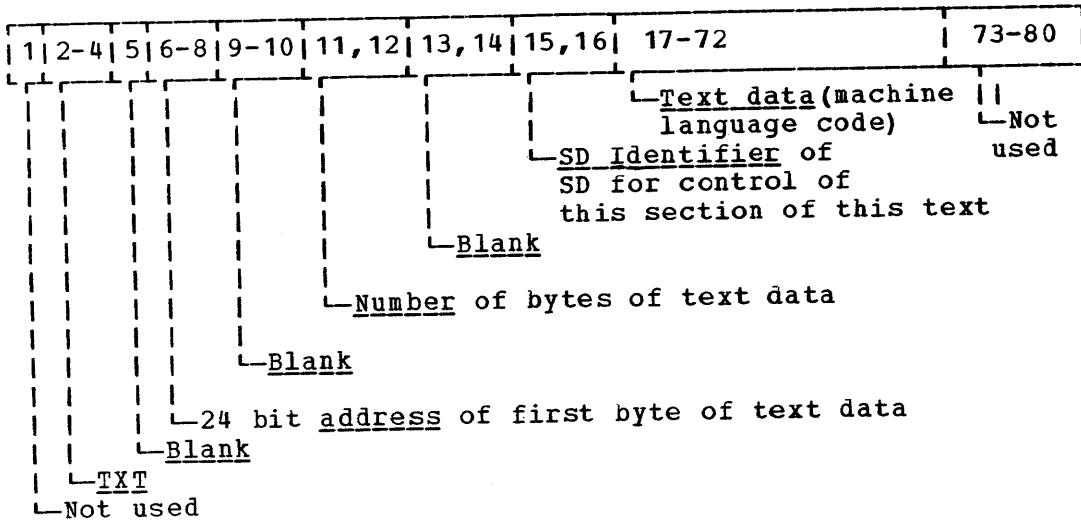 1 2-4 5 6-8 9-10 11,12 13,14 15,16 17-72 73-80
Text data(machine
language code)
Not
used
SD Identifier of
SD for control of
this section of this text
Blank
Number of bytes of text data
Blank
24 bit address of first byte of text data
Blank
TXT
Not used